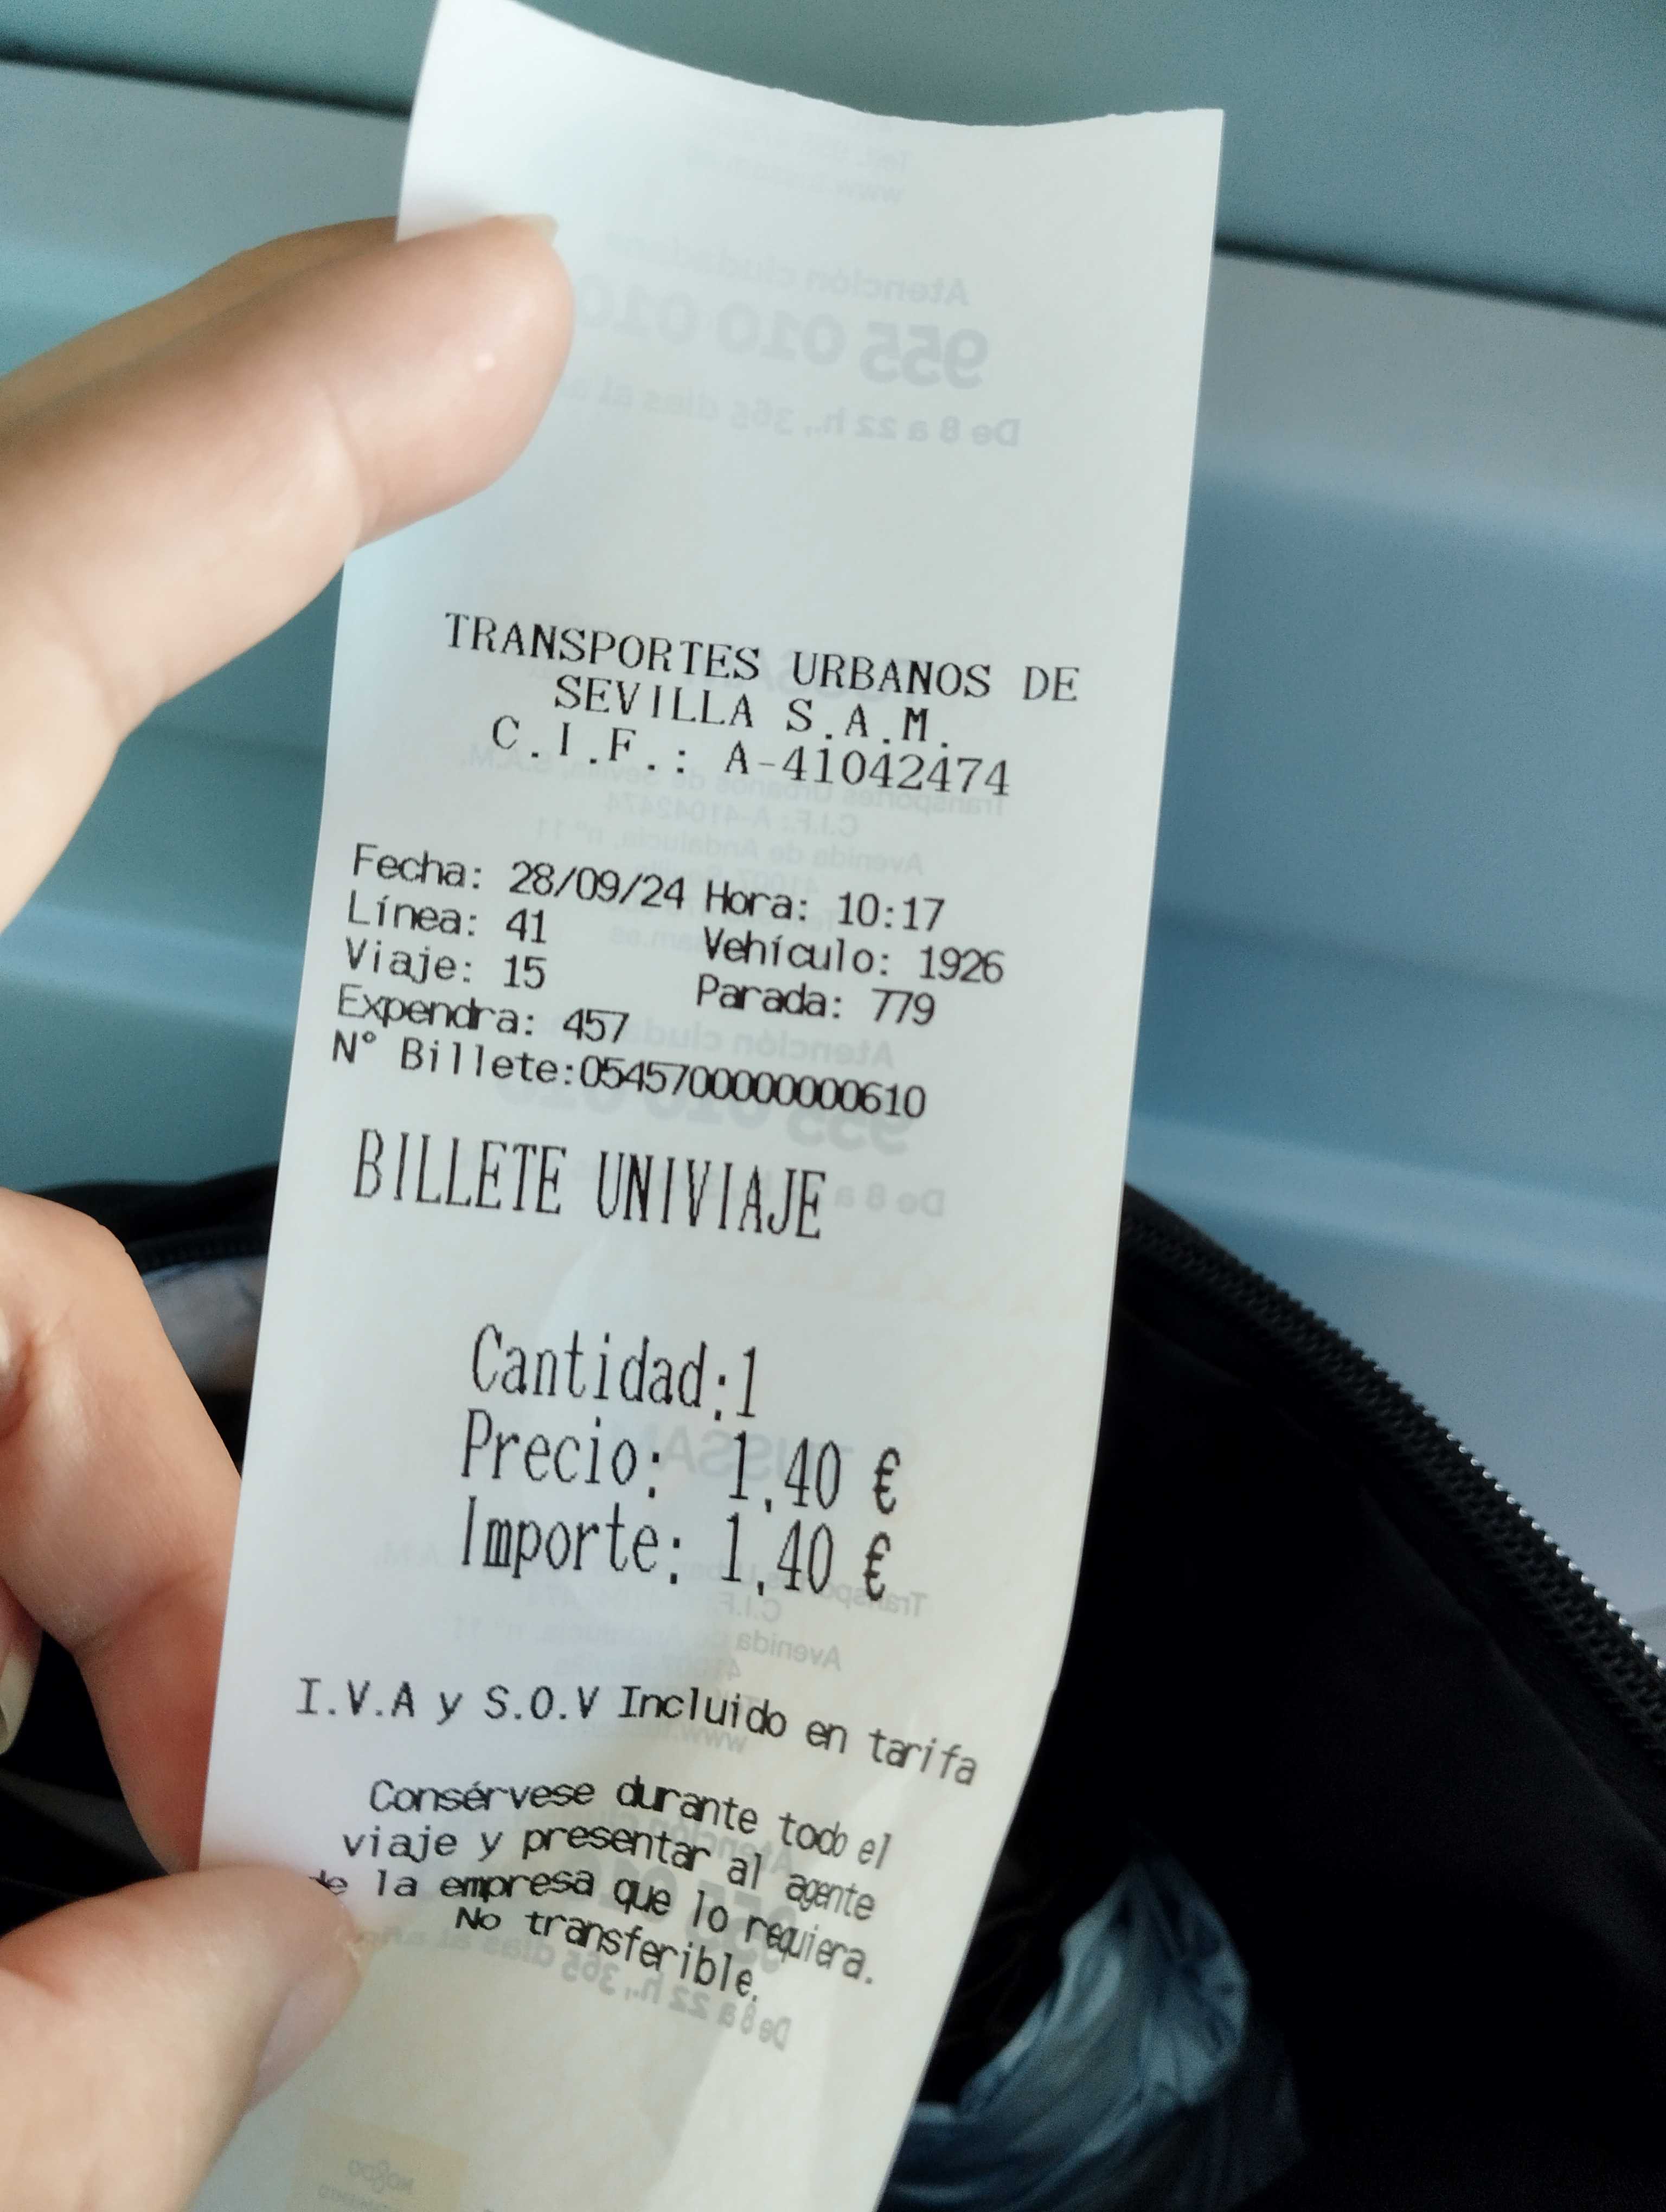 TRANSPORTES URBANOS DE
SEVILLA S.A.M.
C.I.F.: A-41042474
Fecha: 28/09/24 Hora: 10:17
Línea: 41 Vehículo: 1926
Viaje: 15 Parada: 779
Expendra: 457
Nº Billete:0545700000000610
BILLETE UNIVIAJE
Cantidad:1
Precio: 1,40 €
Importe: 1,40 €
I.V.A y S.O.V Incluido en tarifa
Consérvese durante todo el
viaje y presentar al agente
de la empresa que lo requiera.
No transferible.